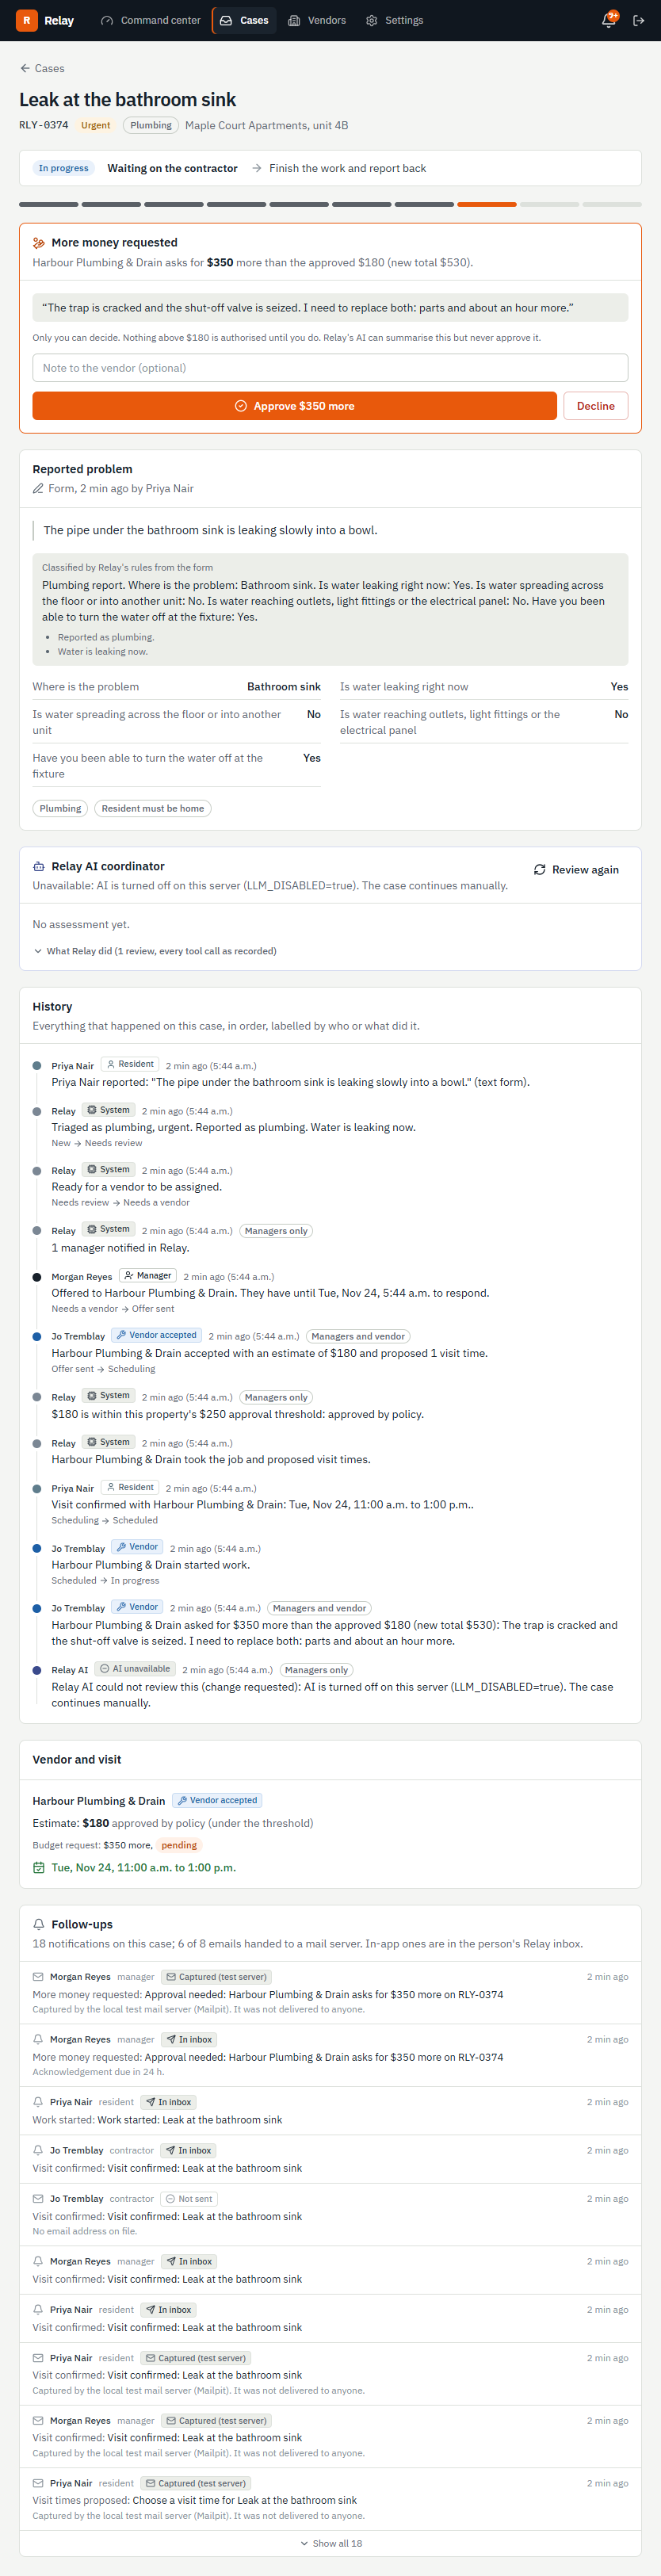 R Relay Command center Cases Vendors Settings 9+
← Cases
Leak at the bathroom sink
RLY-0374 Urgent Plumbing Maple Court Apartments, unit 4B
In progress Waiting on the contractor → Finish the work and report back
More money requested
Harbour Plumbing & Drain asks for $350 more than the approved $180 (new total $530).
“The trap is cracked and the shut-off valve is seized. I need to replace both: parts and about an hour more.”
Only you can decide. Nothing above $180 is authorised until you do. Relay's AI can summarise this but never approve it.
Note to the vendor (optional)
Approve $350 more Decline
Reported problem
Form, 2 min ago by Priya Nair
The pipe under the bathroom sink is leaking slowly into a bowl.
Classified by Relay's rules from the form
Plumbing report. Where is the problem: Bathroom sink. Is water leaking right now: Yes. Is water spreading across
the floor or into another unit: No. Is water reaching outlets, light fittings or the electrical panel: No. Have you been
able to turn the water off at the fixture: Yes.
• Reported as plumbing.
• Water is leaking now.
Where is the problem Bathroom sink Is water leaking right now Yes
Is water spreading across the floor or into another No Is water reaching outlets, light fittings or the No
unit electrical panel
Have you been able to turn the water off at the Yes
fixture
Plumbing Resident must be home
Relay AI coordinator Review again
Unavailable: AI is turned off on this server (LLM_DISABLED=true). The case continues manually.
No assessment yet.
What Relay did (1 review, every tool call as recorded)
History
Everything that happened on this case, in order, labelled by who or what did it.
Priya Nair Resident 2 min ago (5:44 a.m.)
Priya Nair reported: "The pipe under the bathroom sink is leaking slowly into a bowl." (text form).
Relay System 2 min ago (5:44 a.m.)
Triaged as plumbing, urgent. Reported as plumbing. Water is leaking now.
New → Needs review
Relay System 2 min ago (5:44 a.m.)
Ready for a vendor to be assigned.
Needs review → Needs a vendor
Relay System 2 min ago (5:44 a.m.) Managers only
1 manager notified in Relay.
Morgan Reyes Manager 2 min ago (5:44 a.m.)
Offered to Harbour Plumbing & Drain. They have until Tue, Nov 24, 5:44 a.m. to respond.
Needs a vendor → Offer sent
Jo Tremblay Vendor accepted 2 min ago (5:44 a.m.) Managers and vendor
Harbour Plumbing & Drain accepted with an estimate of $180 and proposed 1 visit time.
Offer sent → Scheduling
Relay System 2 min ago (5:44 a.m.) Managers only
$180 is within this property's $250 approval threshold: approved by policy.
Relay System 2 min ago (5:44 a.m.)
Harbour Plumbing & Drain took the job and proposed visit times.
Priya Nair Resident 2 min ago (5:44 a.m.)
Visit confirmed with Harbour Plumbing & Drain: Tue, Nov 24, 11:00 a.m. to 1:00 p.m..
Scheduling → Scheduled
Jo Tremblay Vendor 2 min ago (5:44 a.m.)
Harbour Plumbing & Drain started work.
Scheduled → In progress
Jo Tremblay Vendor 2 min ago (5:44 a.m.) Managers and vendor
Harbour Plumbing & Drain asked for $350 more than the approved $180 (new total $530): The trap is cracked and
the shut-off valve is seized. I need to replace both: parts and about an hour more.
Relay AI AI unavailable 2 min ago (5:44 a.m.) Managers only
Relay AI could not review this (change requested): AI is turned off on this server (LLM_DISABLED=true). The case
continues manually.
Vendor and visit
Harbour Plumbing & Drain Vendor accepted
Estimate: $180 approved by policy (under the threshold)
Budget request: $350 more, pending
Tue, Nov 24, 11:00 a.m. to 1:00 p.m.
Follow-ups
18 notifications on this case; 6 of 8 emails handed to a mail server. In-app ones are in the person's Relay inbox.
Morgan Reyes manager Captured (test server) 2 min ago
More money requested: Approval needed: Harbour Plumbing & Drain asks for $350 more on RLY-0374
Captured by the local test mail server (Mailpit). It was not delivered to anyone.
Morgan Reyes manager In inbox 2 min ago
More money requested: Approval needed: Harbour Plumbing & Drain asks for $350 more on RLY-0374
Acknowledgement due in 24 h.
Priya Nair resident In inbox 2 min ago
Work started: Work started: Leak at the bathroom sink
Jo Tremblay contractor In inbox 2 min ago
Visit confirmed: Visit confirmed: Leak at the bathroom sink
Jo Tremblay contractor Not sent 2 min ago
Visit confirmed: Visit confirmed: Leak at the bathroom sink
No email address on file.
Morgan Reyes manager In inbox 2 min ago
Visit confirmed: Visit confirmed: Leak at the bathroom sink
Priya Nair resident In inbox 2 min ago
Visit confirmed: Visit confirmed: Leak at the bathroom sink
Priya Nair resident Captured (test server) 2 min ago
Visit confirmed: Visit confirmed: Leak at the bathroom sink
Captured by the local test mail server (Mailpit). It was not delivered to anyone.
Morgan Reyes manager Captured (test server) 2 min ago
Visit confirmed: Visit confirmed: Leak at the bathroom sink
Captured by the local test mail server (Mailpit). It was not delivered to anyone.
Priya Nair resident Captured (test server) 2 min ago
Visit times proposed: Choose a visit time for Leak at the bathroom sink
Captured by the local test mail server (Mailpit). It was not delivered to anyone.
Show all 18